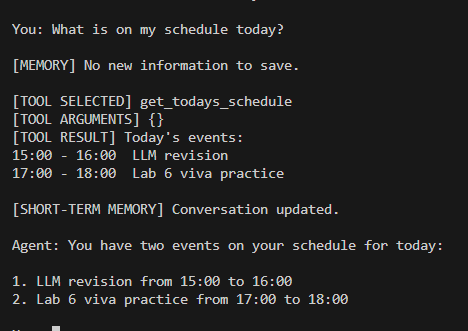 You: What is on my schedule today?
[MEMORY] No new information to save.
[TOOL SELECTED] get_todays_schedule
[TOOL ARGUMENTS] {}
[TOOL RESULT] Today's events:
15:00 - 16:00  LLM revision
17:00 - 18:00  Lab 6 viva practice
[SHORT-TERM MEMORY] Conversation updated.
Agent: You have two events on your schedule for today:
1. LLM revision from 15:00 to 16:00
2. Lab 6 viva practice from 17:00 to 18:00